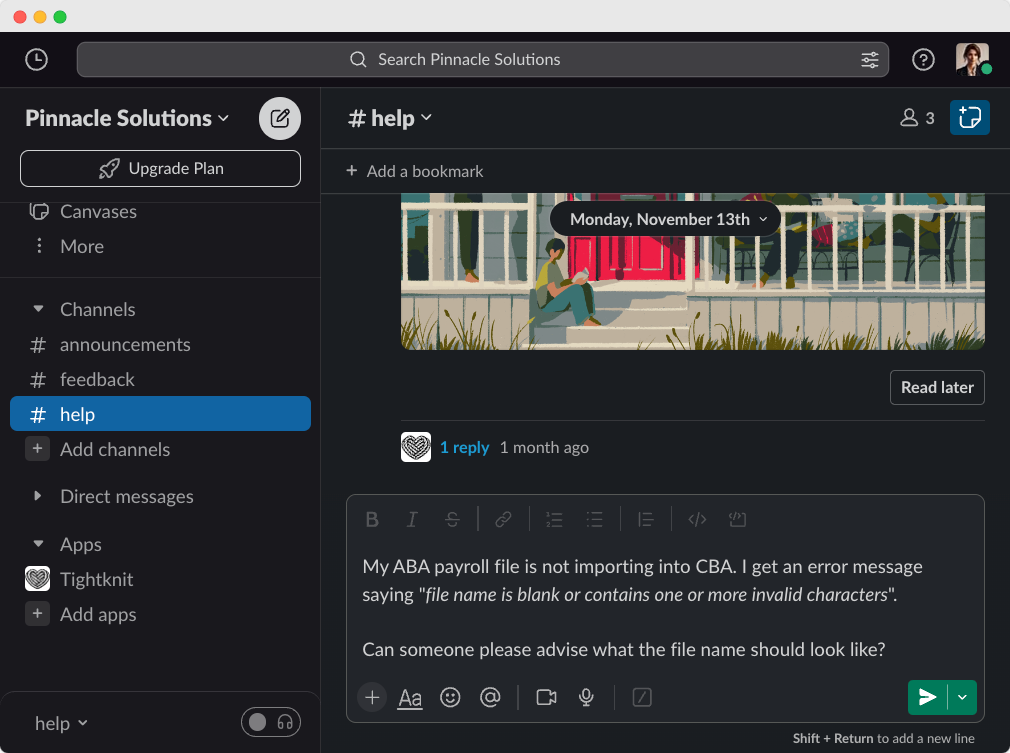 Search Pinnacle Solutions
Pinnacle Solutions
Upgrade Plan
Canvases
More
Channels
# announcements
# feedback
# help
+ Add channels
Direct messages
Apps
Tightknit
+ Add apps
help
# help
3
+ Add a bookmark
Monday, November 13th
Read later
1 reply 1 month ago
B I S
My ABA payroll file is not importing into CBA. I get an error message
saying "file name is blank or contains one or more invalid characters".
Can someone please advise what the file name should look like?
+ Aa @
Shift + Return to add a new line